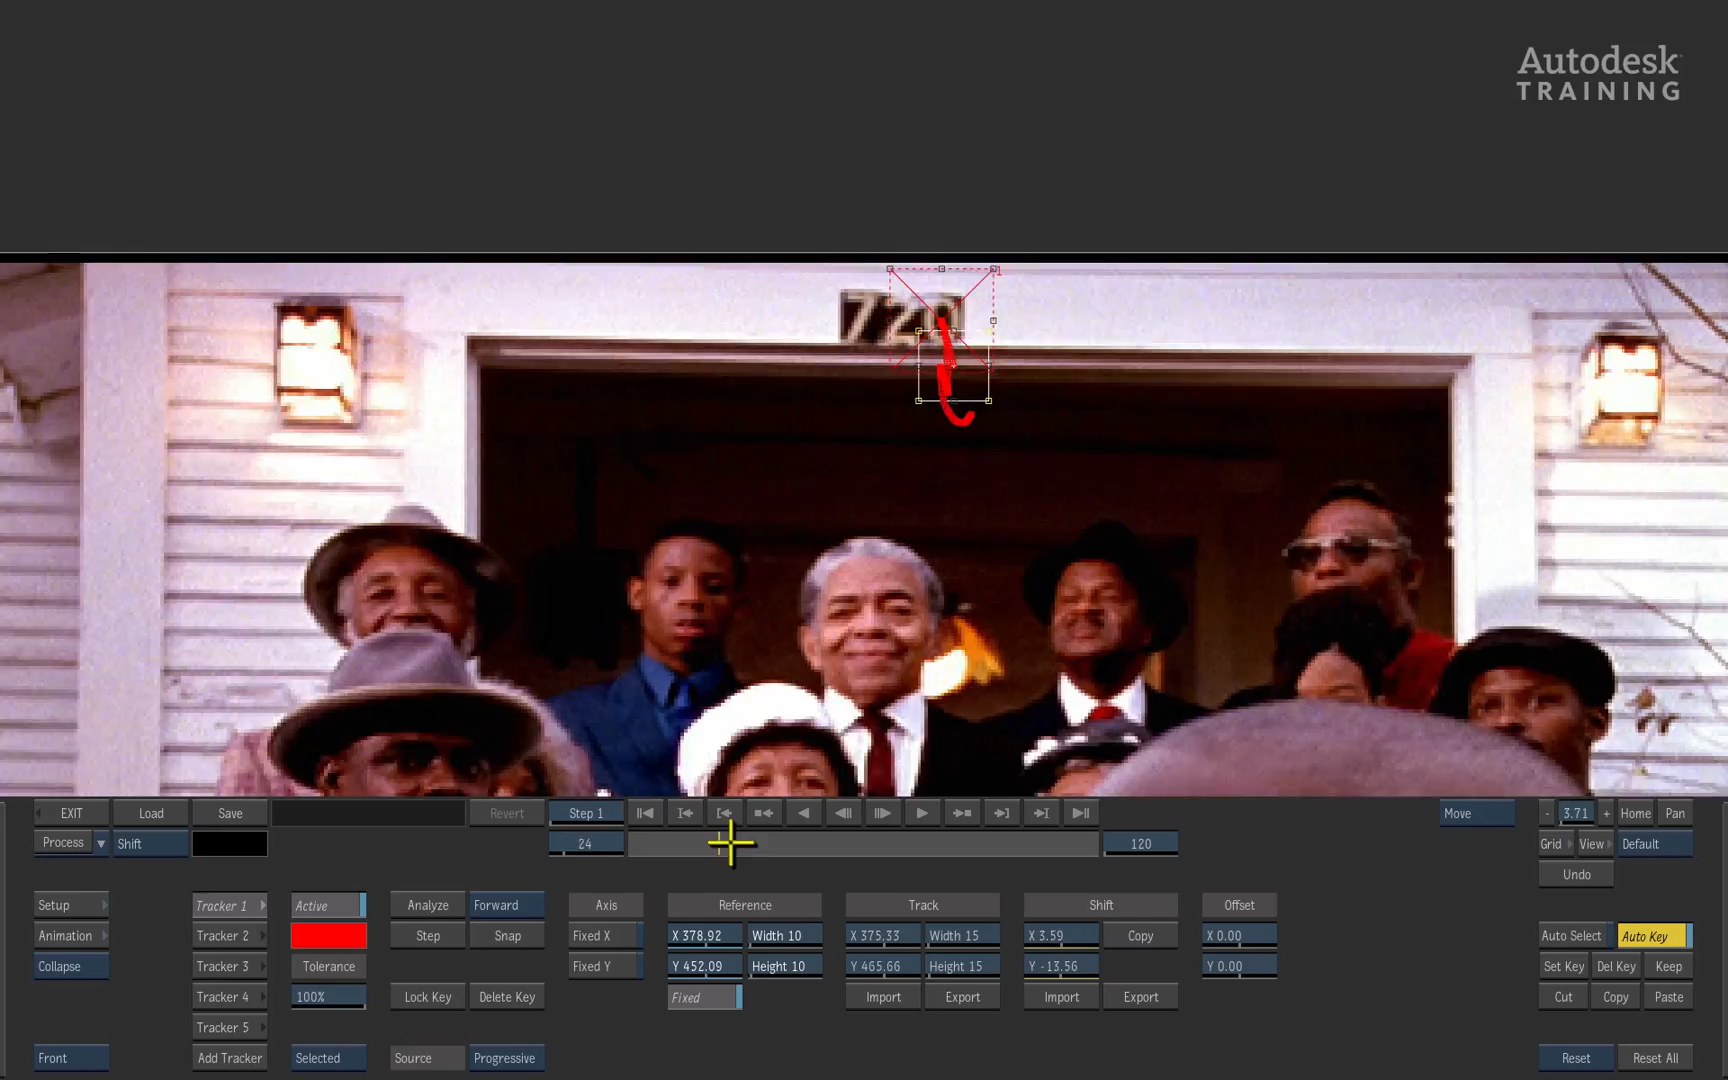 Autodesk
TRAINING
1
720
EXIT Load Save Revert Step 1 Move - 3.71 + Home Pan
Process Shift 24 120 Grid View Default
Undo
Setup Tracker 1 Active Analyze Forward Axis Reference Track Shift Offset
Animation Tracker 2 Step Snap Fixed X X 378.92 Width 10 X 375.33 Width 15 X 3.59 Copy X 0.00 Auto Select Auto Key
Collapse Tracker 3 Tolerance Fixed Y Y 452.09 Height 10 Y 465.66 Height 15 Y -13.56 Y 0.00 Set Key Del Key Keep
Tracker 4 100% Lock Key Delete Key Fixed Import Export Import Export Cut Copy Paste
Tracker 5
Front Add Tracker Selected Source Progressive Reset Reset All